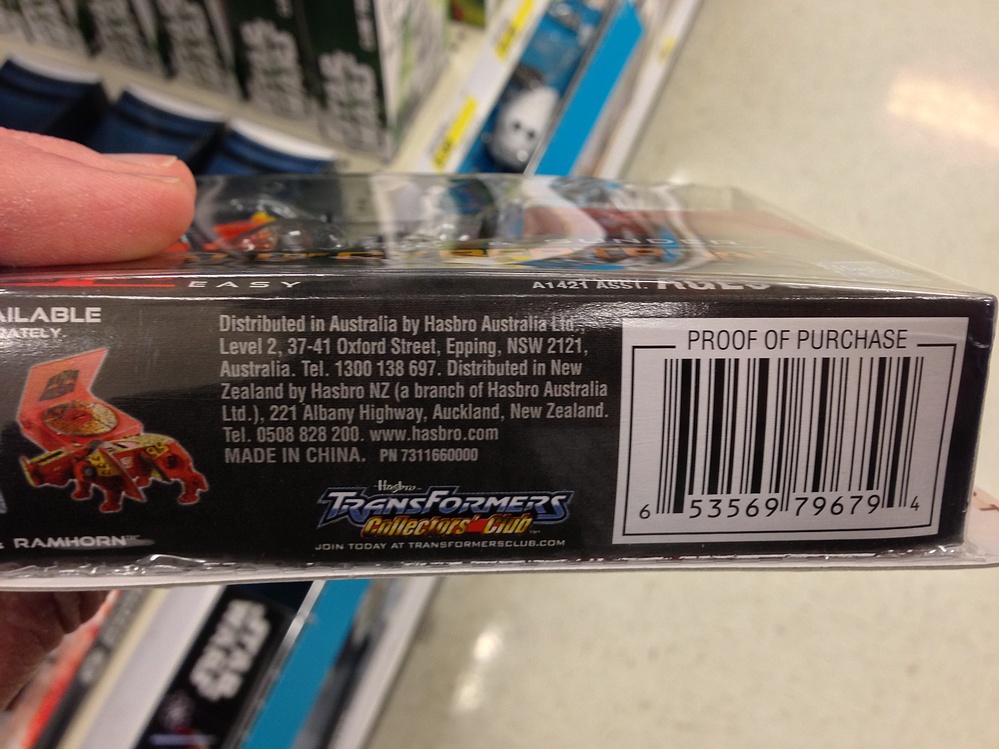 EASY
A1421 ASST.
AILABLE
RATELY.
& RAMHORN
Distributed in Australia by Hasbro Australia Ltd.,
Level 2, 37-41 Oxford Street, Epping, NSW 2121,
Australia. Tel. 1300 138 697. Distributed in New
Zealand by Hasbro NZ (a branch of Hasbro Australia
Ltd.), 221 Albany Highway, Auckland, New Zealand.
Tel. 0508 828 200. www.hasbro.com
MADE IN CHINA. PN 7311660000
Hasbro
TRANSFORMERS
Collectors' Club
JOIN TODAY AT TRANSFORMERSCLUB.COM
PROOF OF PURCHASE
6 53569 79679 4
STAR
WARS